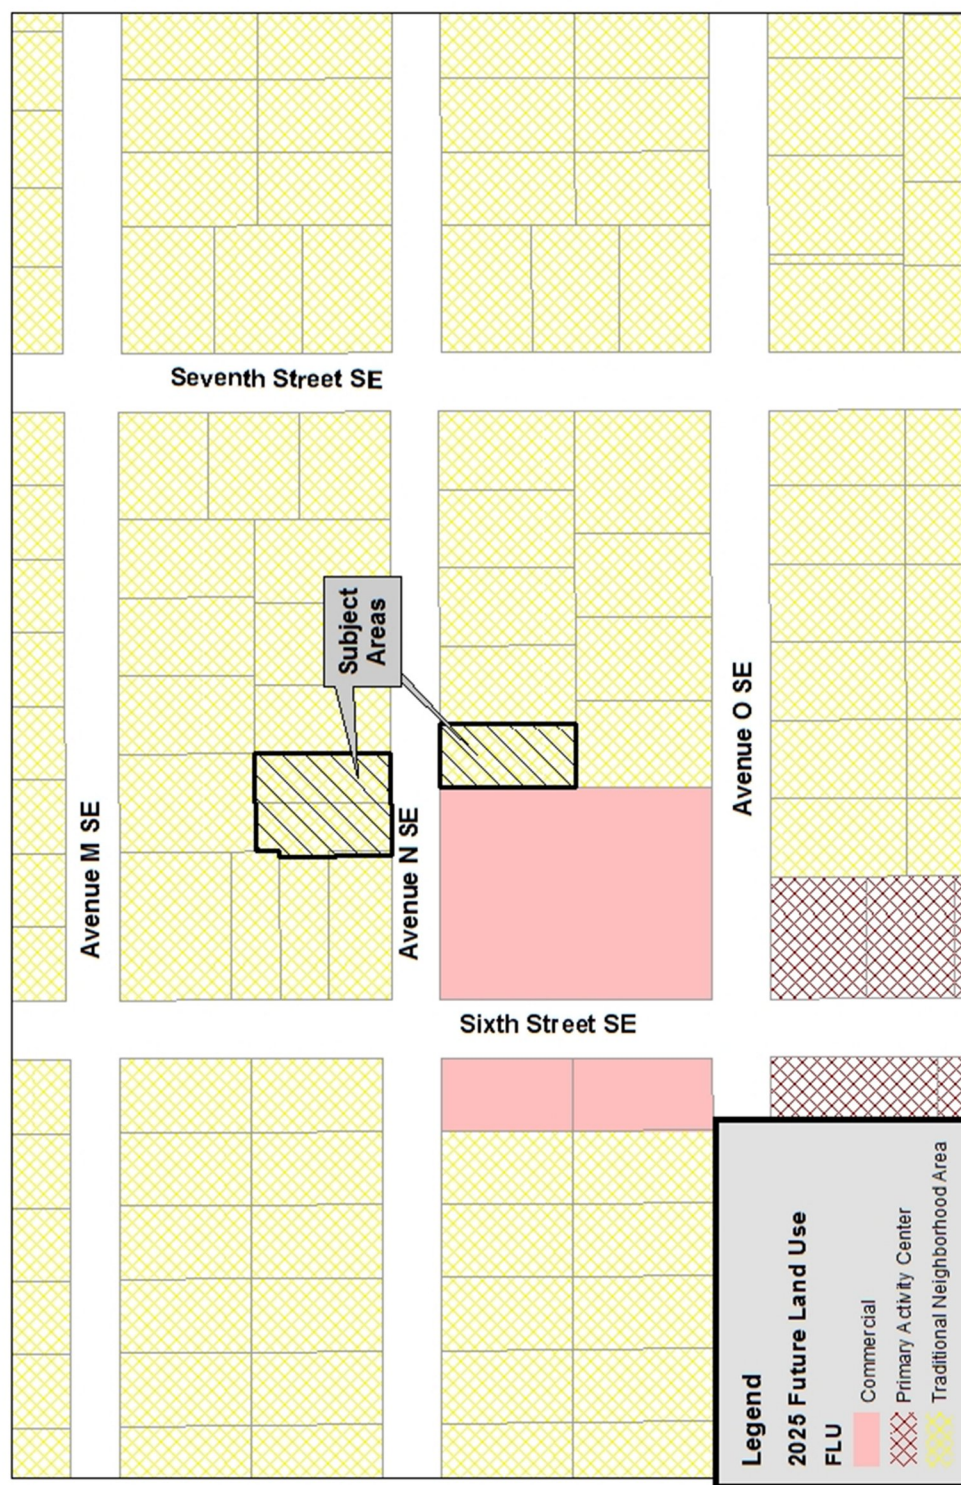 Seventh Street SE
Subject
Areas
Avenue M SE
Avenue N SE
Avenue O SE
Sixth Street SE
Legend
2025 Future Land Use
FLU
Commercial
Primary Activity Center
Traditional Neighborhood Area